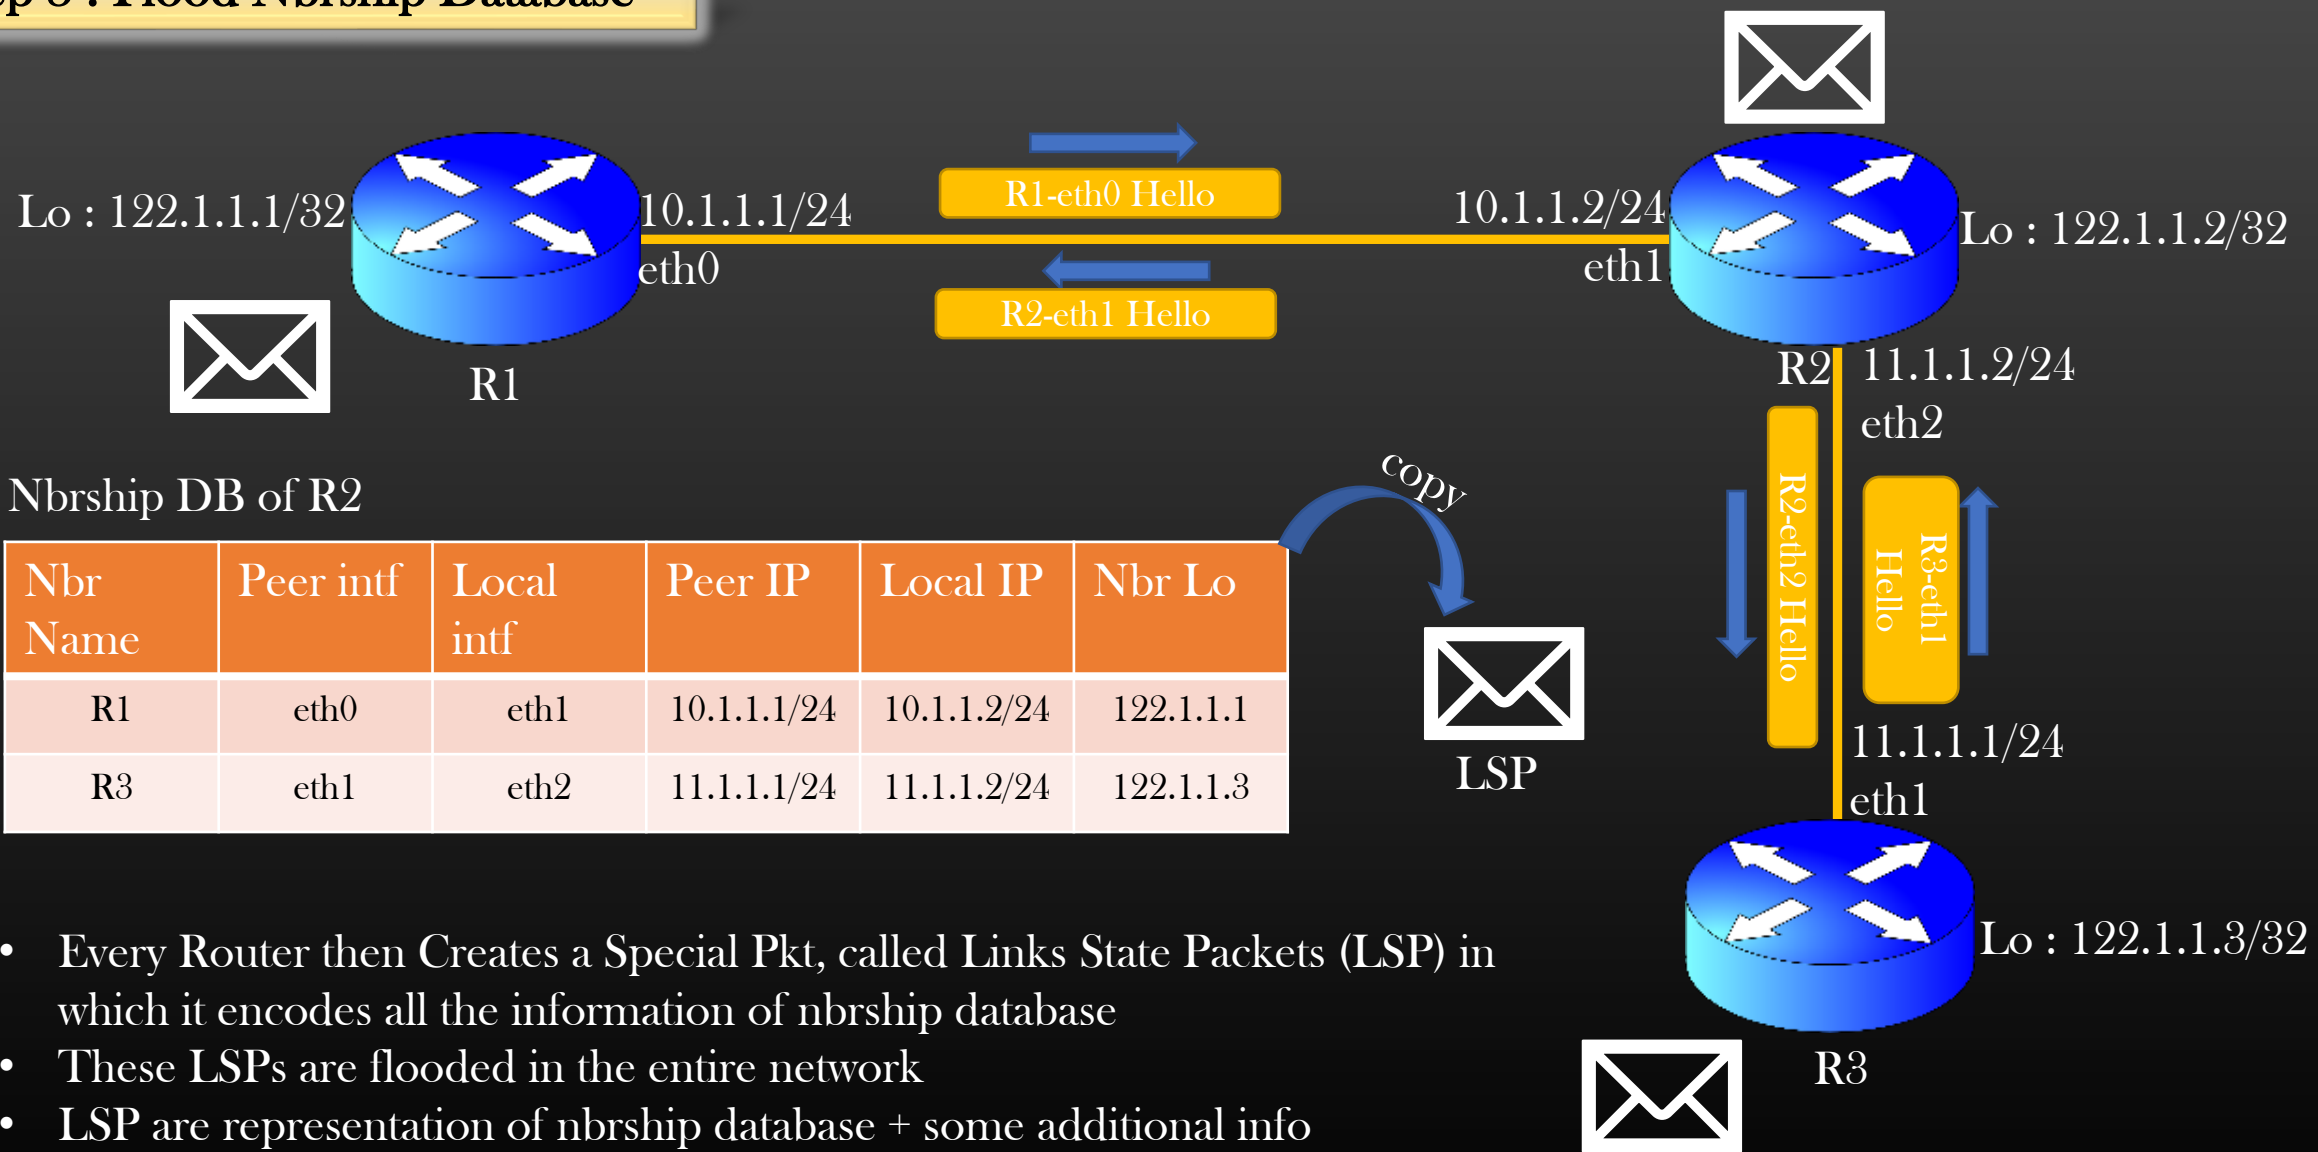 : Flood Nbrship Database
R1-eth0 Hello
Lo : 122.1.1.1/32
10.1.1.1/24
10.1.1.2/24
Lo : 122.1.1.2/32
eth0
eth1
R2-eth1 Hello
R1
R2
11.1.1.2/24
eth2
copy
Nbrship DB of R2
R2-eth2 Hello
R3-eth1
Hello
Nbr Name Peer intf Local intf Peer IP Local IP Nbr Lo
R1 eth0 eth1 10.1.1.1/24 10.1.1.2/24 122.1.1.1
R3 eth1 eth2 11.1.1.1/24 11.1.1.2/24 122.1.1.3
LSP
11.1.1.1/24
eth1
Lo : 122.1.1.3/32
R3
• Every Router then Creates a Special Pkt, called Links State Packets (LSP) in
which it encodes all the information of nbrship database
• These LSPs are flooded in the entire network
• LSP are representation of nbrship database + some additional info